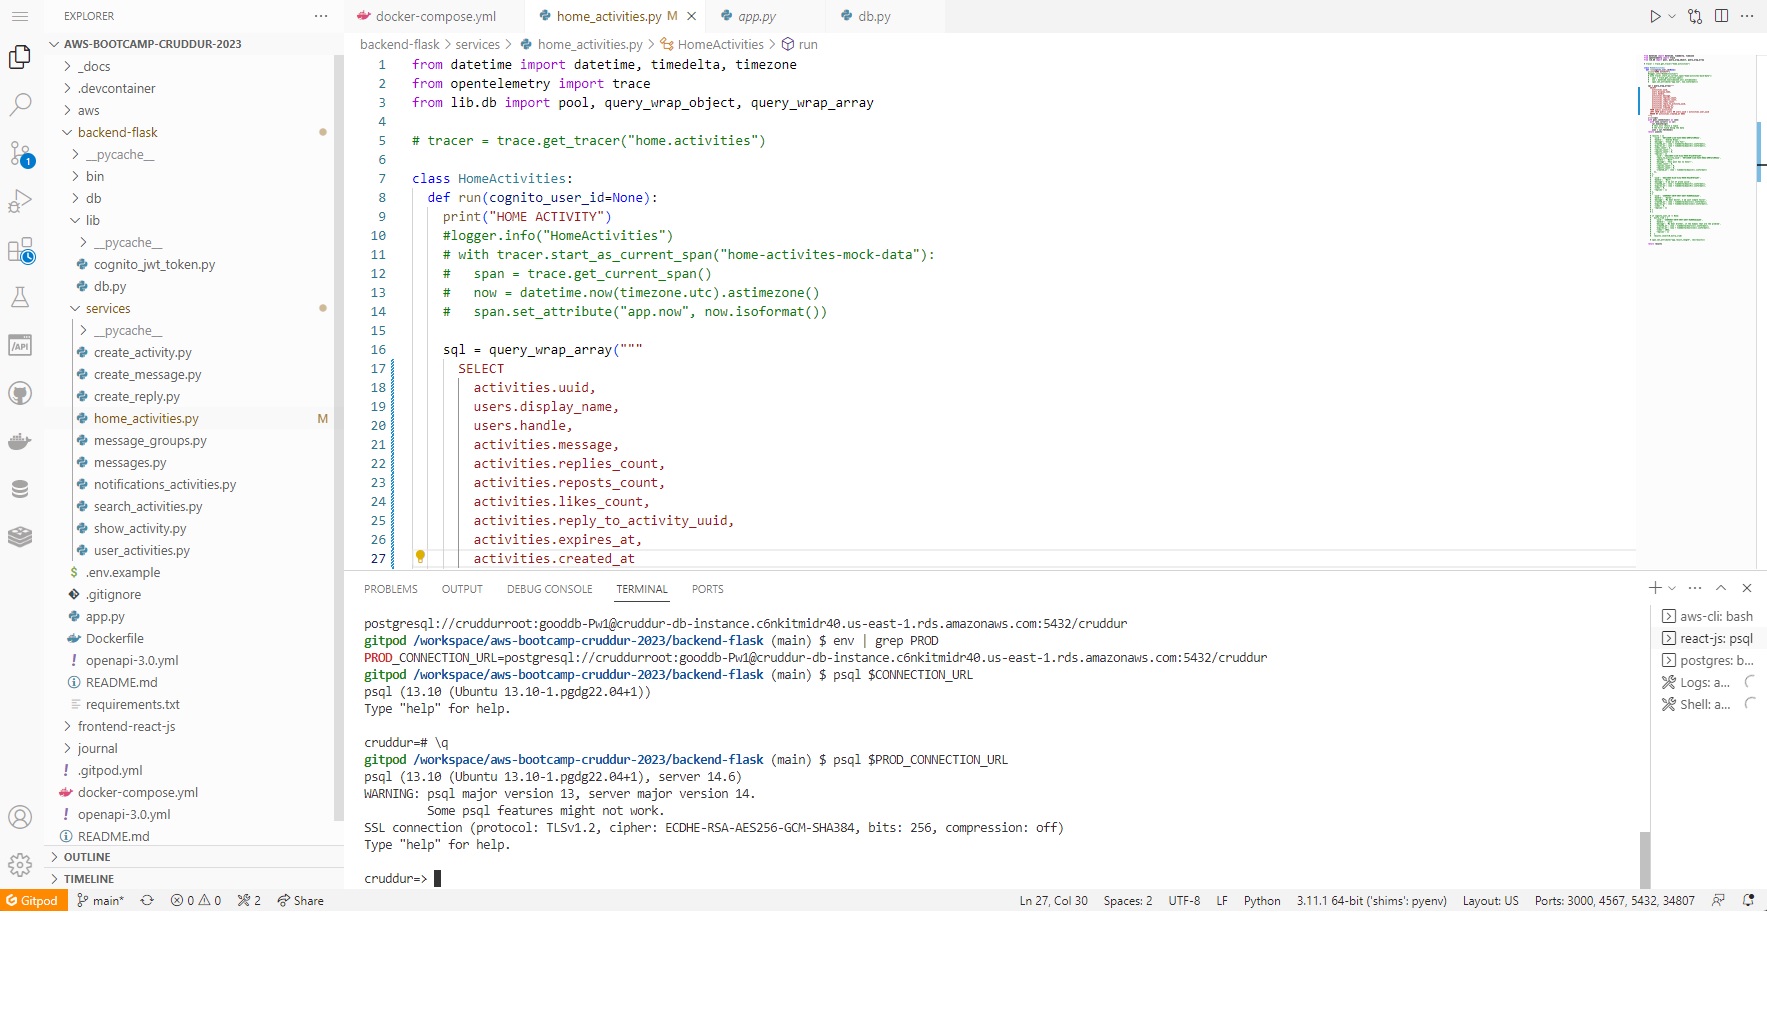 EXPLORER
AWS-BOOTCAMP-CRUDDUR-2023
_docs
.devcontainer
aws
backend-flask
__pycache__
bin
db
lib
__pycache__
cognito_jwt_token.py
db.py
services
__pycache__
create_activity.py
create_message.py
create_reply.py
home_activities.py M
message_groups.py
messages.py
notifications_activities.py
search_activities.py
show_activity.py
user_activities.py
$ .env.example
.gitignore
app.py
Dockerfile
! openapi-3.0.yml
README.md
requirements.txt
frontend-react-js
journal
! .gitpod.yml
docker-compose.yml
! openapi-3.0.yml
README.md
OUTLINE
TIMELINE
1
/API
docker-compose.yml home_activities.py M app.py db.py
backend-flask > services > home_activities.py > HomeActivities > run
1 from datetime import datetime, timedelta, timezone
2 from opentelemetry import trace
3 from lib.db import pool, query_wrap_object, query_wrap_array
4
5 # tracer = trace.get_tracer("home.activities")
6
7 class HomeActivities:
8 def run(cognito_user_id=None):
9 print("HOME ACTIVITY")
10 #logger.info("HomeActivities")
11 # with tracer.start_as_current_span("home-activites-mock-data"):
12 # span = trace.get_current_span()
13 # now = datetime.now(timezone.utc).astimezone()
14 # span.set_attribute("app.now", now.isoformat())
15
16 sql = query_wrap_array("""
17 SELECT
18 activities.uuid,
19 users.display_name,
20 users.handle,
21 activities.message,
22 activities.replies_count,
23 activities.reposts_count,
24 activities.likes_count,
25 activities.reply_to_activity_uuid,
26 activities.expires_at,
27 activities.created_at
PROBLEMS OUTPUT DEBUG CONSOLE TERMINAL PORTS
postgresql://cruddurroot:gooddb-Pw1@cruddur-db-instance.c6nkitmidr40.us-east-1.rds.amazonaws.com:5432/cruddur
gitpod /workspace/aws-bootcamp-cruddur-2023/backend-flask (main) $ env | grep PROD
PROD_CONNECTION_URL=postgresql://cruddurroot:gooddb-Pw1@cruddur-db-instance.c6nkitmidr40.us-east-1.rds.amazonaws.com:5432/cruddur
gitpod /workspace/aws-bootcamp-cruddur-2023/backend-flask (main) $ psql $CONNECTION_URL
psql (13.10 (Ubuntu 13.10-1.pgdg22.04+1))
Type "help" for help.

cruddur=# \q
gitpod /workspace/aws-bootcamp-cruddur-2023/backend-flask (main) $ psql $PROD_CONNECTION_URL
psql (13.10 (Ubuntu 13.10-1.pgdg22.04+1), server 14.6)
WARNING: psql major version 13, server major version 14.
Some psql features might not work.
SSL connection (protocol: TLSv1.2, cipher: ECDHE-RSA-AES256-GCM-SHA384, bits: 256, compression: off)
Type "help" for help.

cruddur=>
aws-cli: bash
react-js: psql
postgres: b...
Logs: a...
Shell: a...
Gitpod main* 0 0 2 Share Ln 27, Col 30 Spaces: 2 UTF-8 LF Python 3.11.1 64-bit ('shims': pyenv) Layout: US Ports: 3000, 4567, 5432, 34807